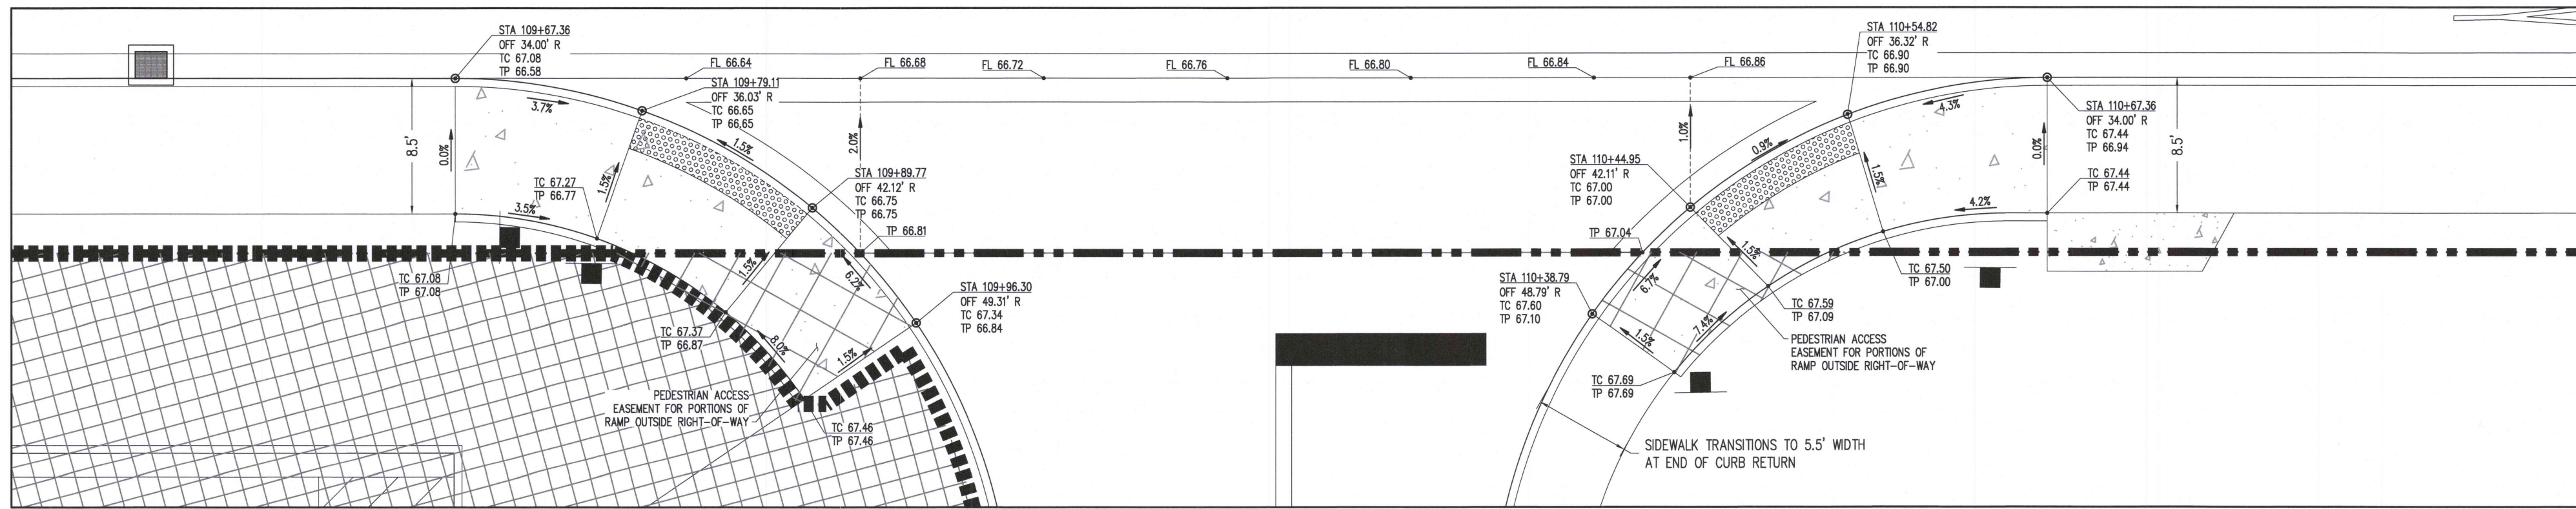 STA 109+67.36
OFF 34.00' R
TC 67.08
TP 66.58
FL 66.64
FL 66.68
FL 66.72
FL 66.76
FL 66.80
FL 66.84
FL 66.86
STA 110+54.82
OFF 36.32' R
TC 66.90
TP 66.90
STA 109+79.11
OFF 36.03' R
TC 66.65
TP 66.65
3.7%
8.5'
0.0%
1.5%
2.0%
1.0%
0.9%
4.3%
STA 110+67.36
OFF 34.00' R
TC 67.44
TP 66.94
8.5'
0.0%
TC 67.44
TP 67.44
STA 109+89.77
OFF 42.12' R
TC 66.75
TP 66.75
STA 110+44.95
OFF 42.11' R
TC 67.00
TP 67.00
TC 67.27
TP 66.77
1.5%
3.5%
1.5%
4.2%
TP 66.81
TP 67.04
1.5%
6.2%
6.7%
1.5%
TC 67.08
TP 67.08
TC 67.50
TP 67.00
STA 109+96.30
OFF 49.31' R
TC 67.34
TP 66.84
STA 110+38.79
OFF 48.79' R
TC 67.60
TP 67.10
TC 67.59
TP 67.09
TC 67.37
TP 66.87
8.0%
1.5%
1.5%
7.4%
PEDESTRIAN ACCESS
EASEMENT FOR PORTIONS OF
RAMP OUTSIDE RIGHT-OF-WAY
TC 67.69
TP 67.69
PEDESTRIAN ACCESS
EASEMENT FOR PORTIONS OF
RAMP OUTSIDE RIGHT-OF-WAY
TC 67.46
TP 67.46
SIDEWALK TRANSITIONS TO 5.5' WIDTH
AT END OF CURB RETURN